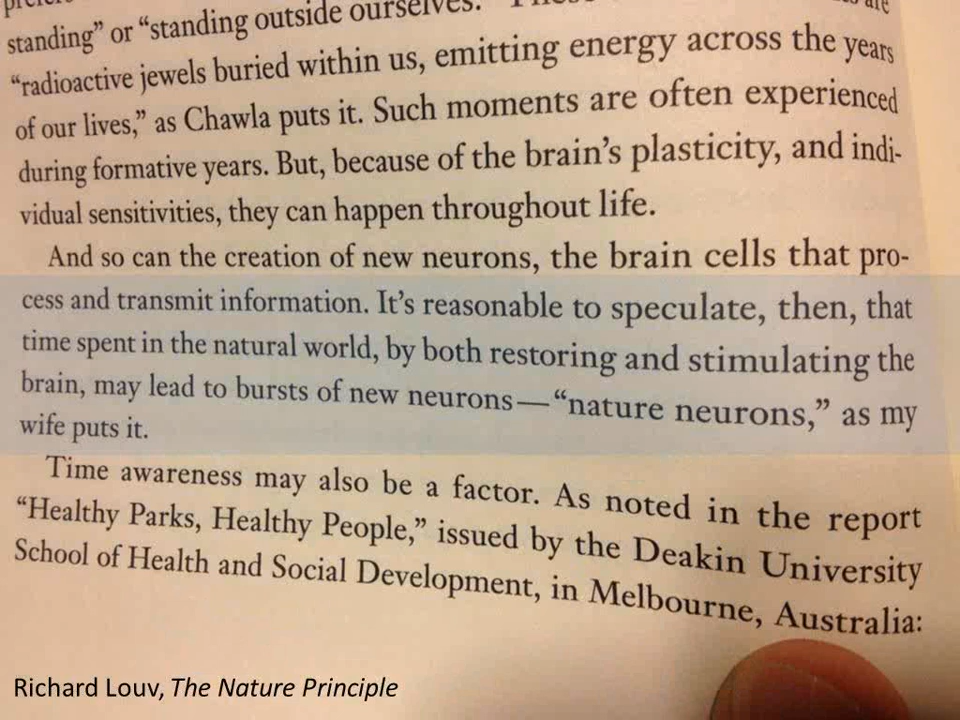 standing” or “standing outside ourselves.”
“radioactive jewels buried within us, emitting energy across the years
of our lives,” as Chawla puts it. Such moments are often experienced
during formative years. But, because of the brain’s plasticity, and indi-
vidual sensitivities, they can happen throughout life.
And so can the creation of new neurons, the brain cells that pro-
cess and transmit information. It’s reasonable to speculate, then, that
time spent in the natural world, by both restoring and stimulating the
brain, may lead to bursts of new neurons—“nature neurons,” as my
wife puts it.
Time awareness may also be a factor. As noted in the report
“Healthy Parks, Healthy People,” issued by the Deakin University
School of Health and Social Development, in Melbourne, Australia:
Richard Louv, The Nature Principle